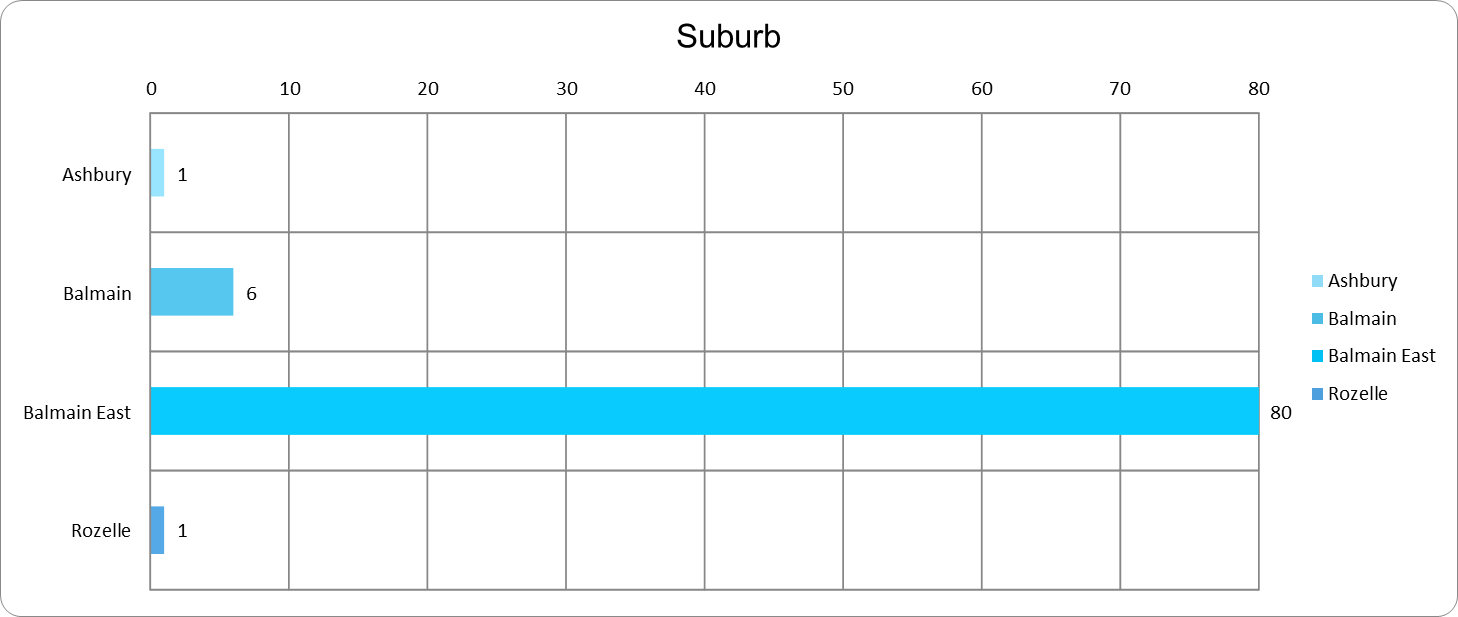 Suburb
0 10 20 30 40 50 60 70 80
Ashbury 1
Balmain 6
Balmain East 80
Rozelle 1
Ashbury
Balmain
Balmain East
Rozelle